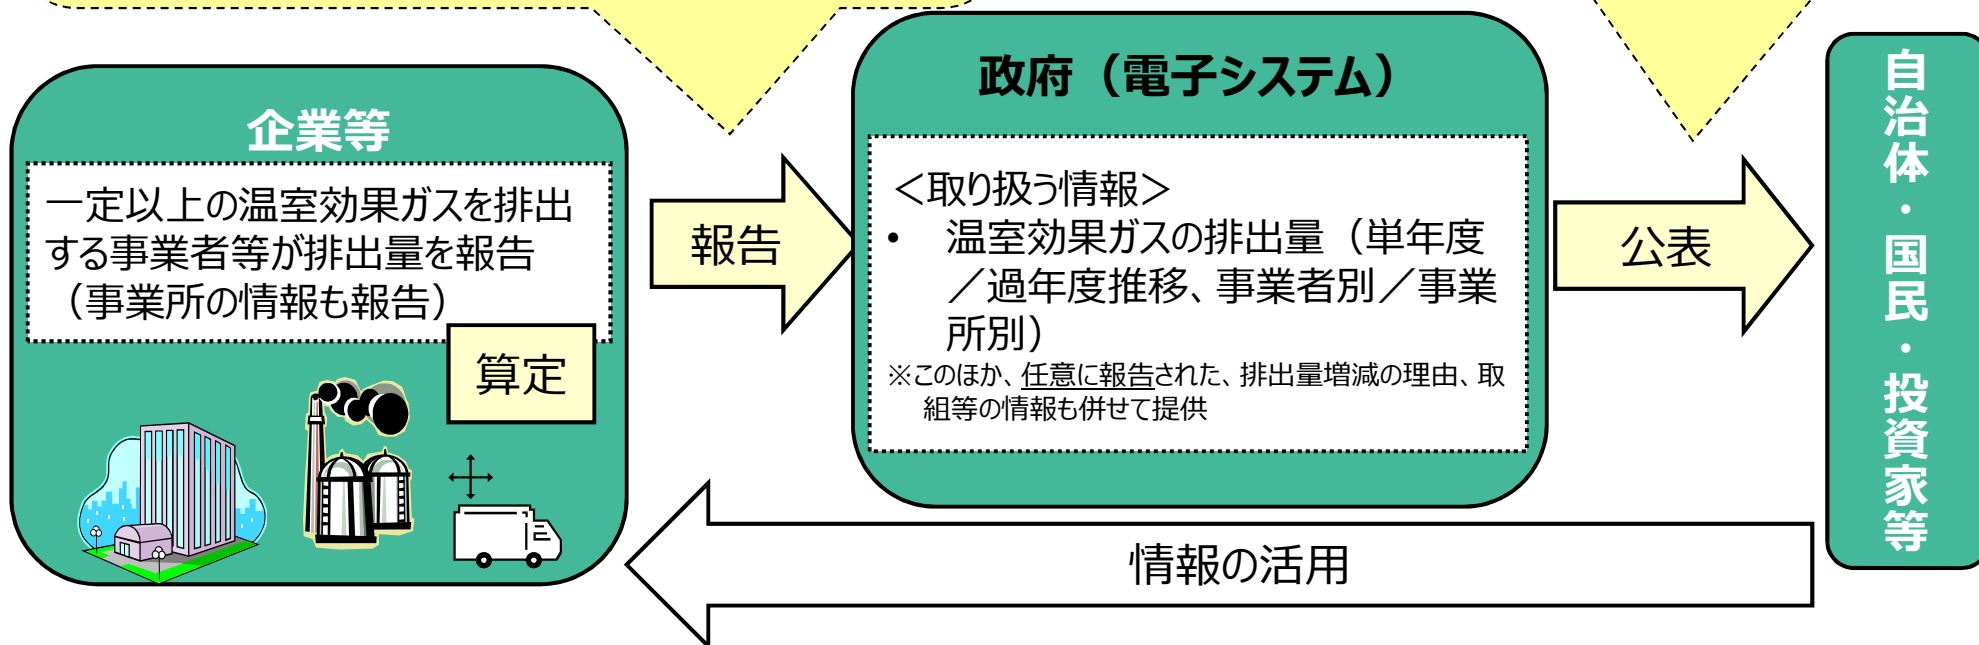 企業等
一定以上の温室効果ガスを排出
する事業者等が排出量を報告
（事業所の情報も報告）
算定
報告
政府（電子システム）
＜取り扱う情報＞
• 温室効果ガスの排出量（単年度
／過年度推移、事業者別／事業
所別）
※このほか、任意に報告された、排出量増減の理由、取
組等の情報も併せて提供
公表
自治体・国民・投資家等
情報の活用